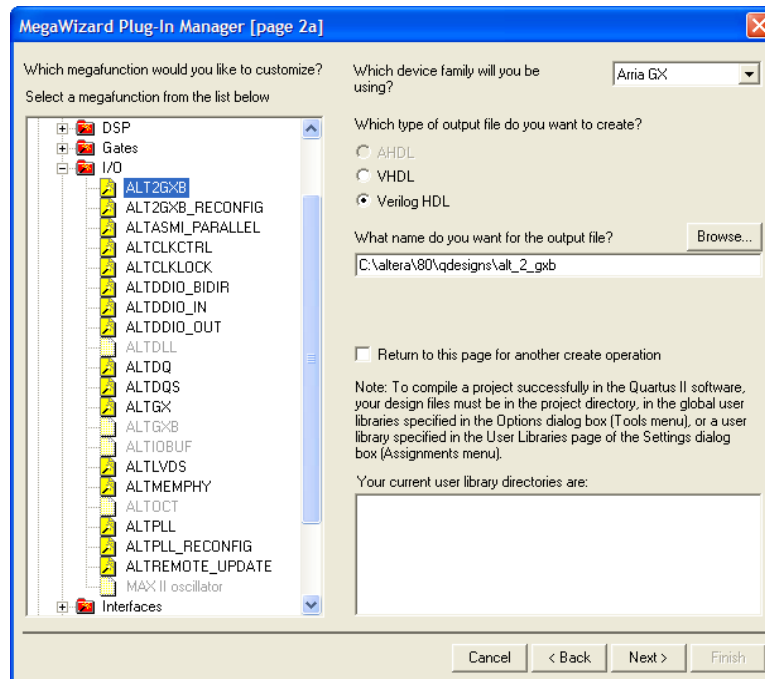 MegaWizard Plug-In Manager [page 2a]
Which megafunction would you like to customize?
Select a megafunction from the list below
DSP
Gates
I/O
ALT2GXB
ALT2GXB_RECONFIG
ALTASMI_PARALLEL
ALTCLKCTRL
ALTCLKLOCK
ALTDDIO_BIDIR
ALTDDIO_IN
ALTDDIO_OUT
ALTDLL
ALTDQ
ALTDQS
ALTGX
ALTGXB
ALTIOBUF
ALTLVDS
ALTMEMPHY
ALTOCT
ALTPLL
ALTPLL_RECONFIG
ALTREMOTE_UPDATE
MAX II oscillator
Interfaces
Which device family will you be
using?
Arria GX
Which type of output file do you want to create?
AHDL
VHDL
Verilog HDL
What name do you want for the output file?
Browse...
C:\altera\80\qdesigns\alt_2_gxb
Return to this page for another create operation
Note: To compile a project successfully in the Quartus II software,
your design files must be in the project directory, in the global user
libraries specified in the Options dialog box (Tools menu), or a user
library specified in the User Libraries page of the Settings dialog
box (Assignments menu).
Your current user library directories are:
Cancel
< Back
Next >
Finish